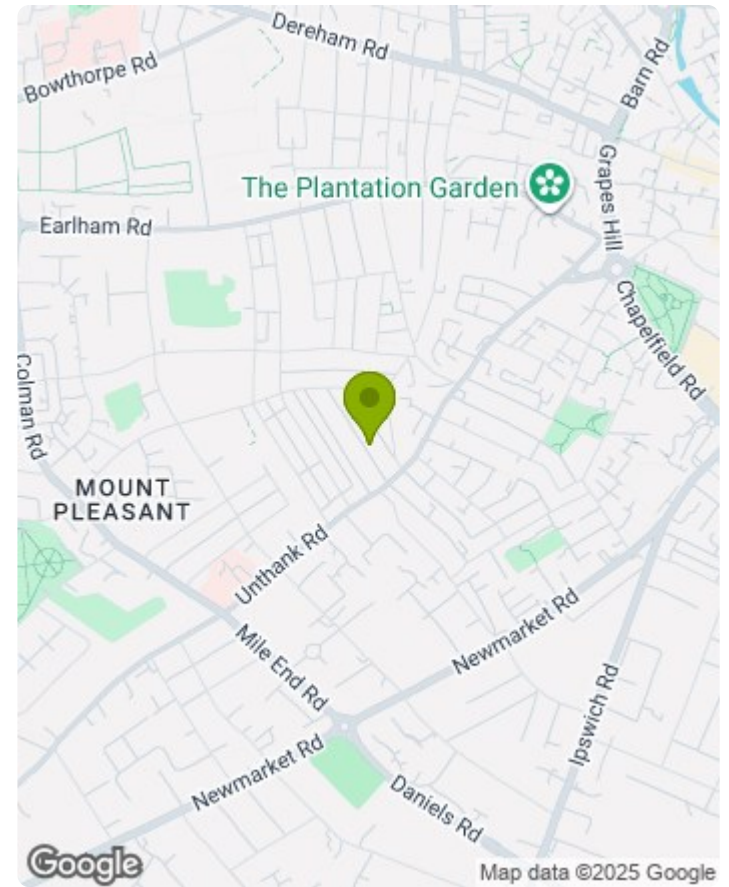 Dereham Rd
Bowthorpe Rd
Barn Rd
The Plantation Garden
Grapes Hill
Earlham Rd
Chapelfield Rd
Colman Rd
MOUNT
PLEASANT
Unthank Rd
Mile End Rd
Newmarket Rd
Ipswich Rd
Newmarket Rd
Daniels Rd
Google
Map data ©2025 Google